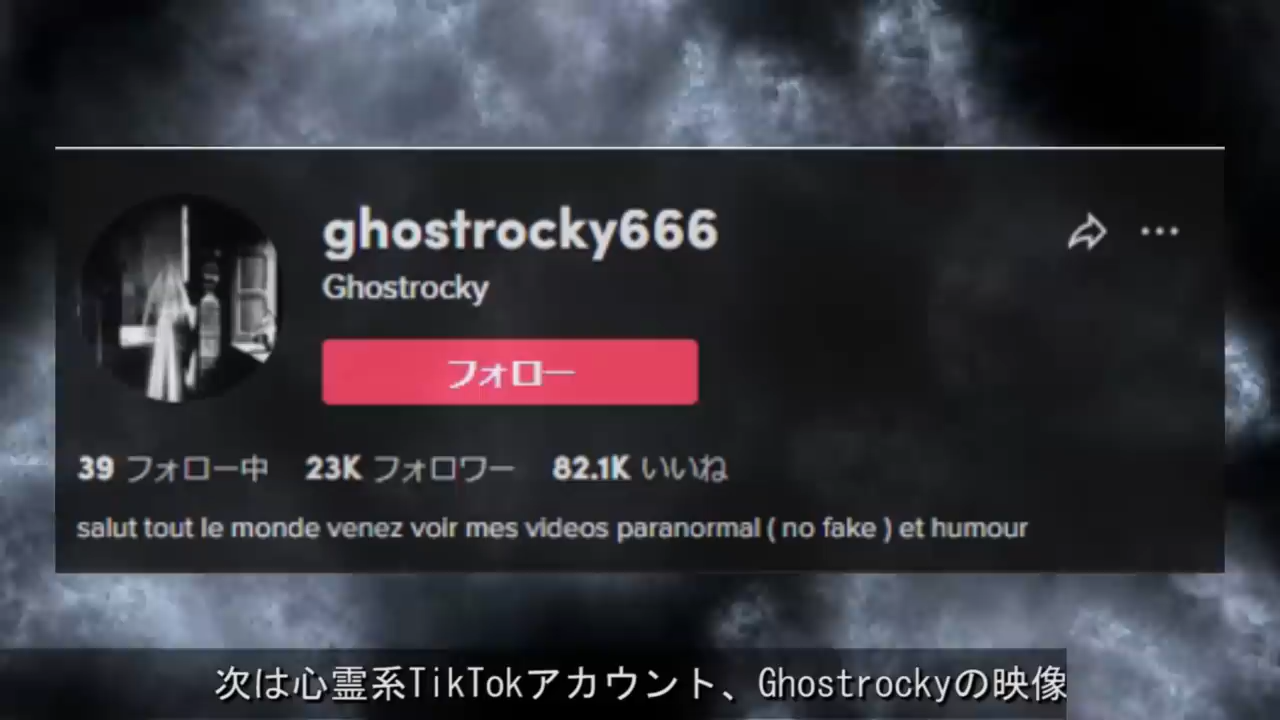 ghostrocky666
Ghostrocky
フォロー
39 フォロー中 23K フォロワー 82.1K いいね
salut tout le monde venez voir mes videos paranormal ( no fake ) et humour
次は心霊系TikTokアカウント、Ghostrockyの映像